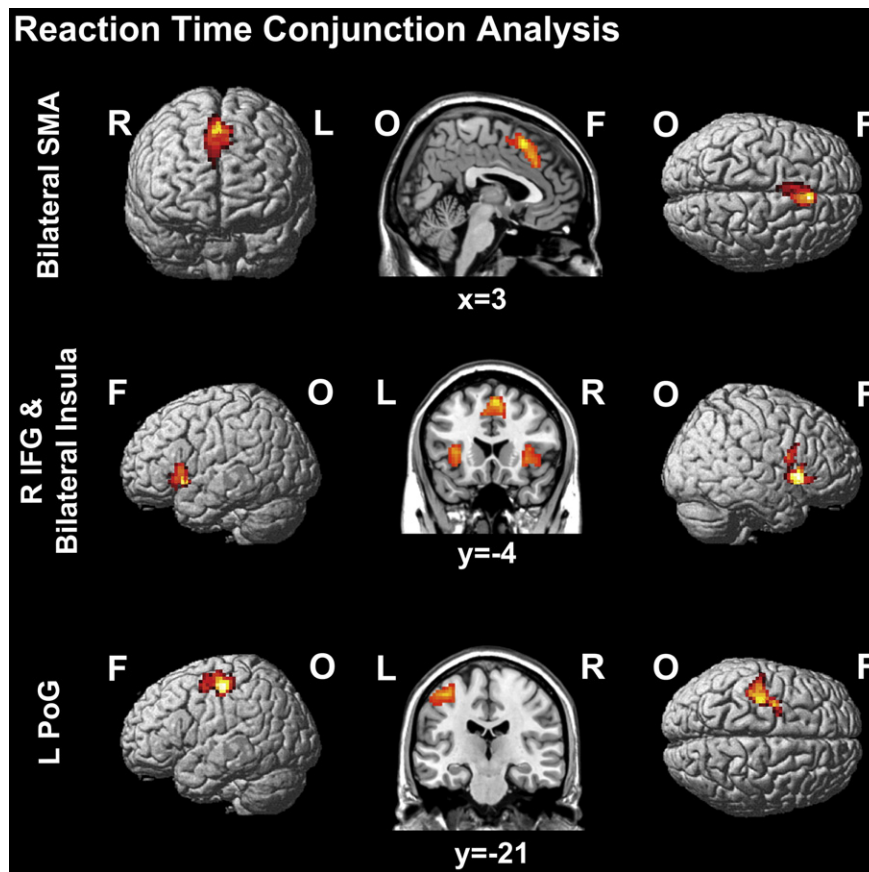 Reaction Time Conjunction Analysis
Bilateral SMA
R L O F O F
x=3
R IFG &
Bilateral Insula
F O L R O F
y=-4
L PoG
F O L R O F
y=-21